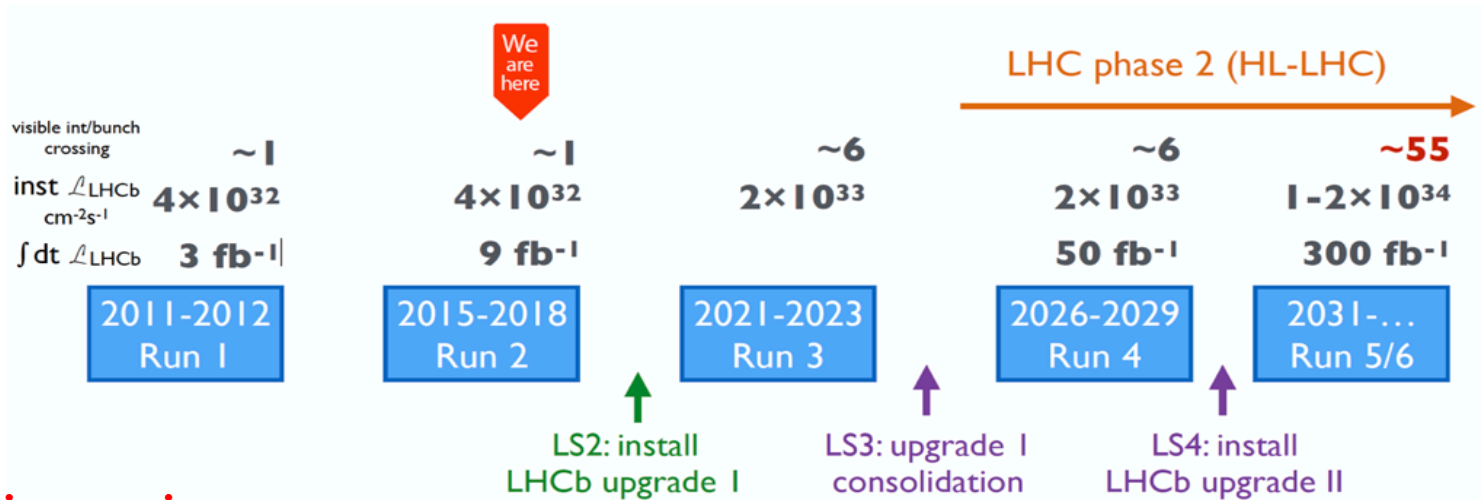 We
are
here
LHC phase 2 (HL-LHC)
visible int/bunch
crossing
~1 ~1 ~6 ~6 ~55
inst ℒLHCb
cm⁻²s⁻¹
4×10³² 4×10³² 2×10³³ 2×10³³ 1-2×10³⁴
∫dt ℒLHCb 3 fb⁻¹ 9 fb⁻¹ 50 fb⁻¹ 300 fb⁻¹
2011-2012
Run 1
2015-2018
Run 2
2021-2023
Run 3
2026-2029
Run 4
2031-...
Run 5/6
LS2: install
LHCb upgrade I
LS3: upgrade I
consolidation
LS4: install
LHCb upgrade II